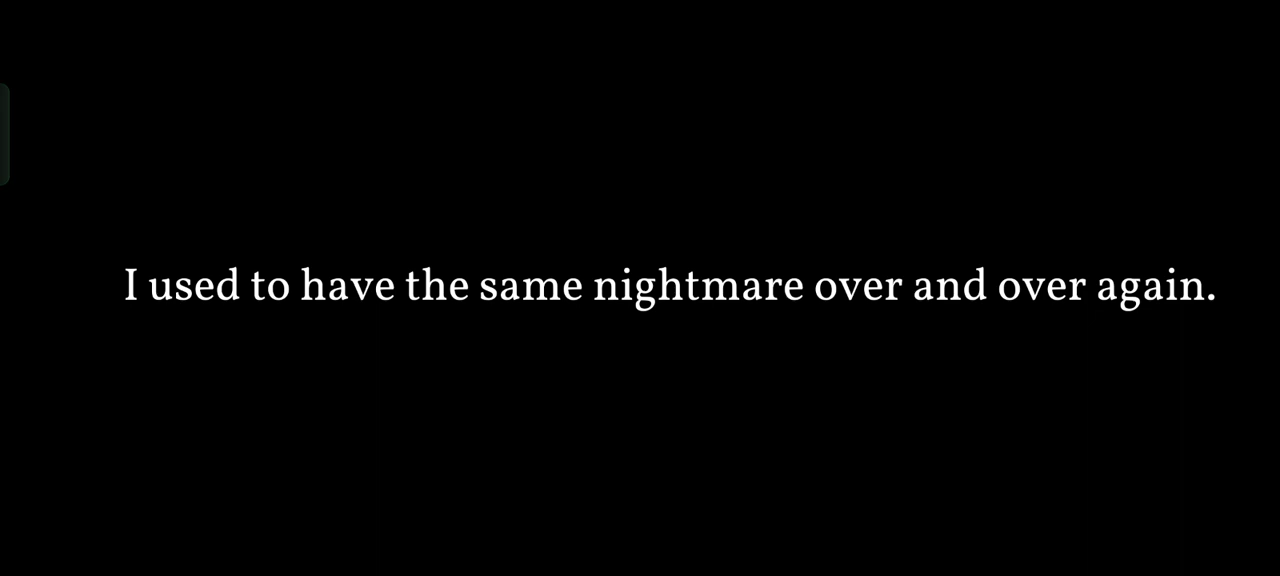 I used to have the same nightmare over and over again.